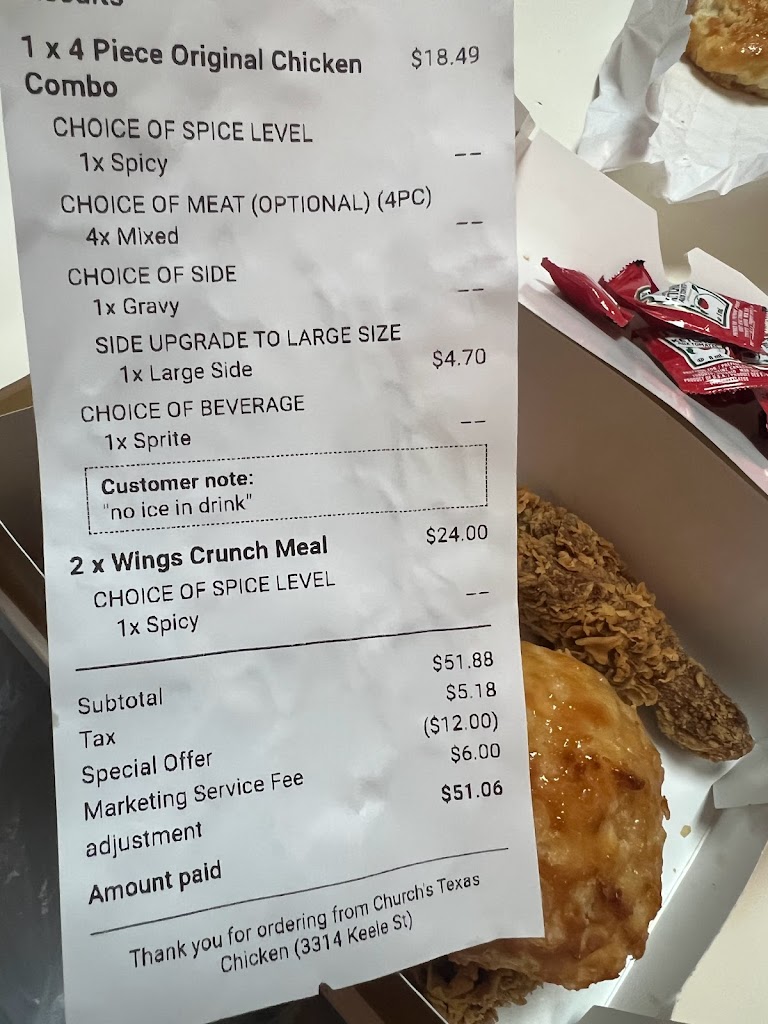 1 x 4 Piece Original Chicken $18.49
Combo
CHOICE OF SPICE LEVEL
1x Spicy --
CHOICE OF MEAT (OPTIONAL) (4PC)
4x Mixed --
CHOICE OF SIDE
1x Gravy --
SIDE UPGRADE TO LARGE SIZE
1x Large Side $4.70
CHOICE OF BEVERAGE
1x Sprite --
Customer note:
"no ice in drink"
2 x Wings Crunch Meal $24.00
CHOICE OF SPICE LEVEL
1x Spicy --
Subtotal $51.88
Tax $5.18
Special Offer ($12.00)
Marketing Service Fee $6.00
adjustment
Amount paid $51.06
Thank you for ordering from Church's Texas
Chicken (3314 Keele St)